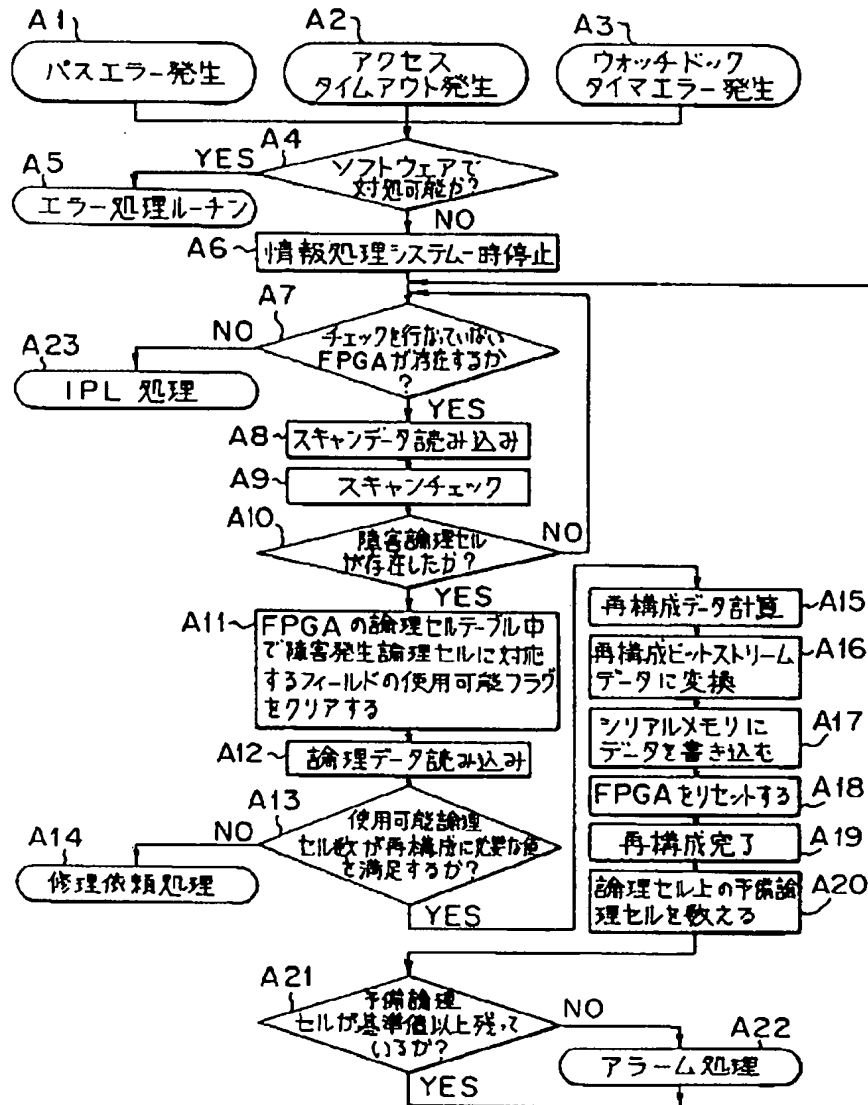 A1
バスエラー発生
A2
アクセス
タイムアウト発生
A3
ウォッチドック
タイマエラー発生
A4
ソフトウェアで
対処可能か?
YES
NO
A5
エラー処理ルーチン
A6
情報処理システム一時停止
A7
チェックを行なっていない
FPGAが存在するか
?
NO
YES
A23
IPL 処理
A8
スキャンデータ読み込み
A9
スキャンチェック
A10
障害論理セル
が存在したか?
NO
YES
A11
FPGAの論理セルテーブル中
で障害発生論理セルに対応
するフィールドの使用可能フラグ
をクリアする
A12
論理データ読み込み
A13
使用可能論理
セル数が再構成に必要な値
を満足するか?
NO
YES
A14
修理依頼処理
再構成データ計算
A15
再構成ビットストリーム
データに変換
A16
シリアルメモリに
データを書き込む
A17
FPGAをリセットする
A18
再構成完了
A19
論理セル上の予備論
理セルを数える
A20
A21
予備論理
セルが基準値以上残って
いるか?
NO
YES
A22
アラーム処理